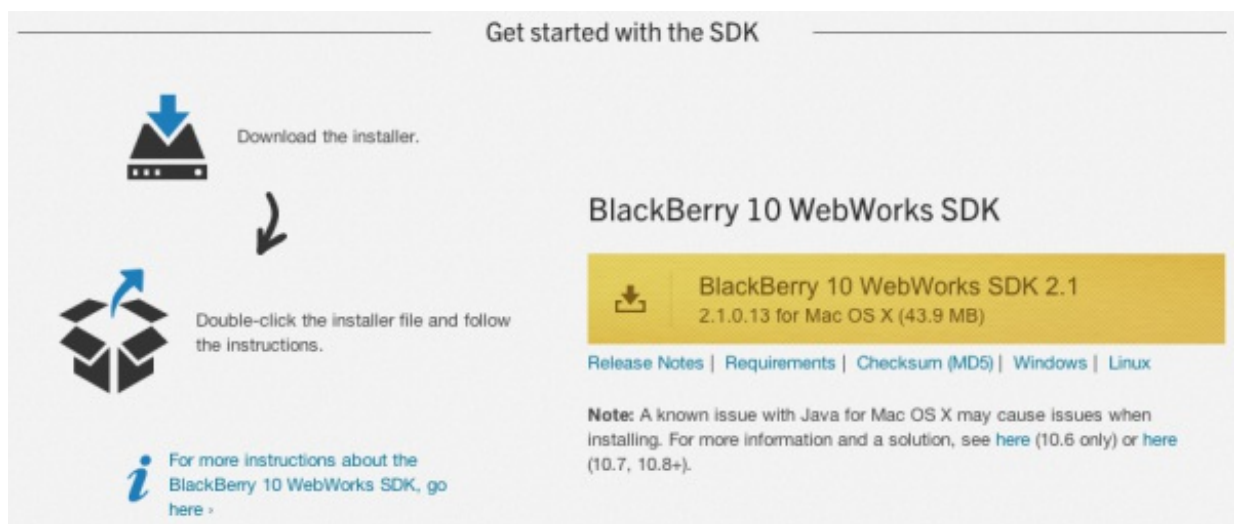 Get started with the SDK
Download the installer.
Double-click the installer file and follow
the instructions.
For more instructions about the
BlackBerry 10 WebWorks SDK, go
here ›
BlackBerry 10 WebWorks SDK
BlackBerry 10 WebWorks SDK 2.1
2.1.0.13 for Mac OS X (43.9 MB)
Release Notes | Requirements | Checksum (MD5) | Windows | Linux
Note: A known issue with Java for Mac OS X may cause issues when
installing. For more information and a solution, see here (10.6 only) or here
(10.7, 10.8+).